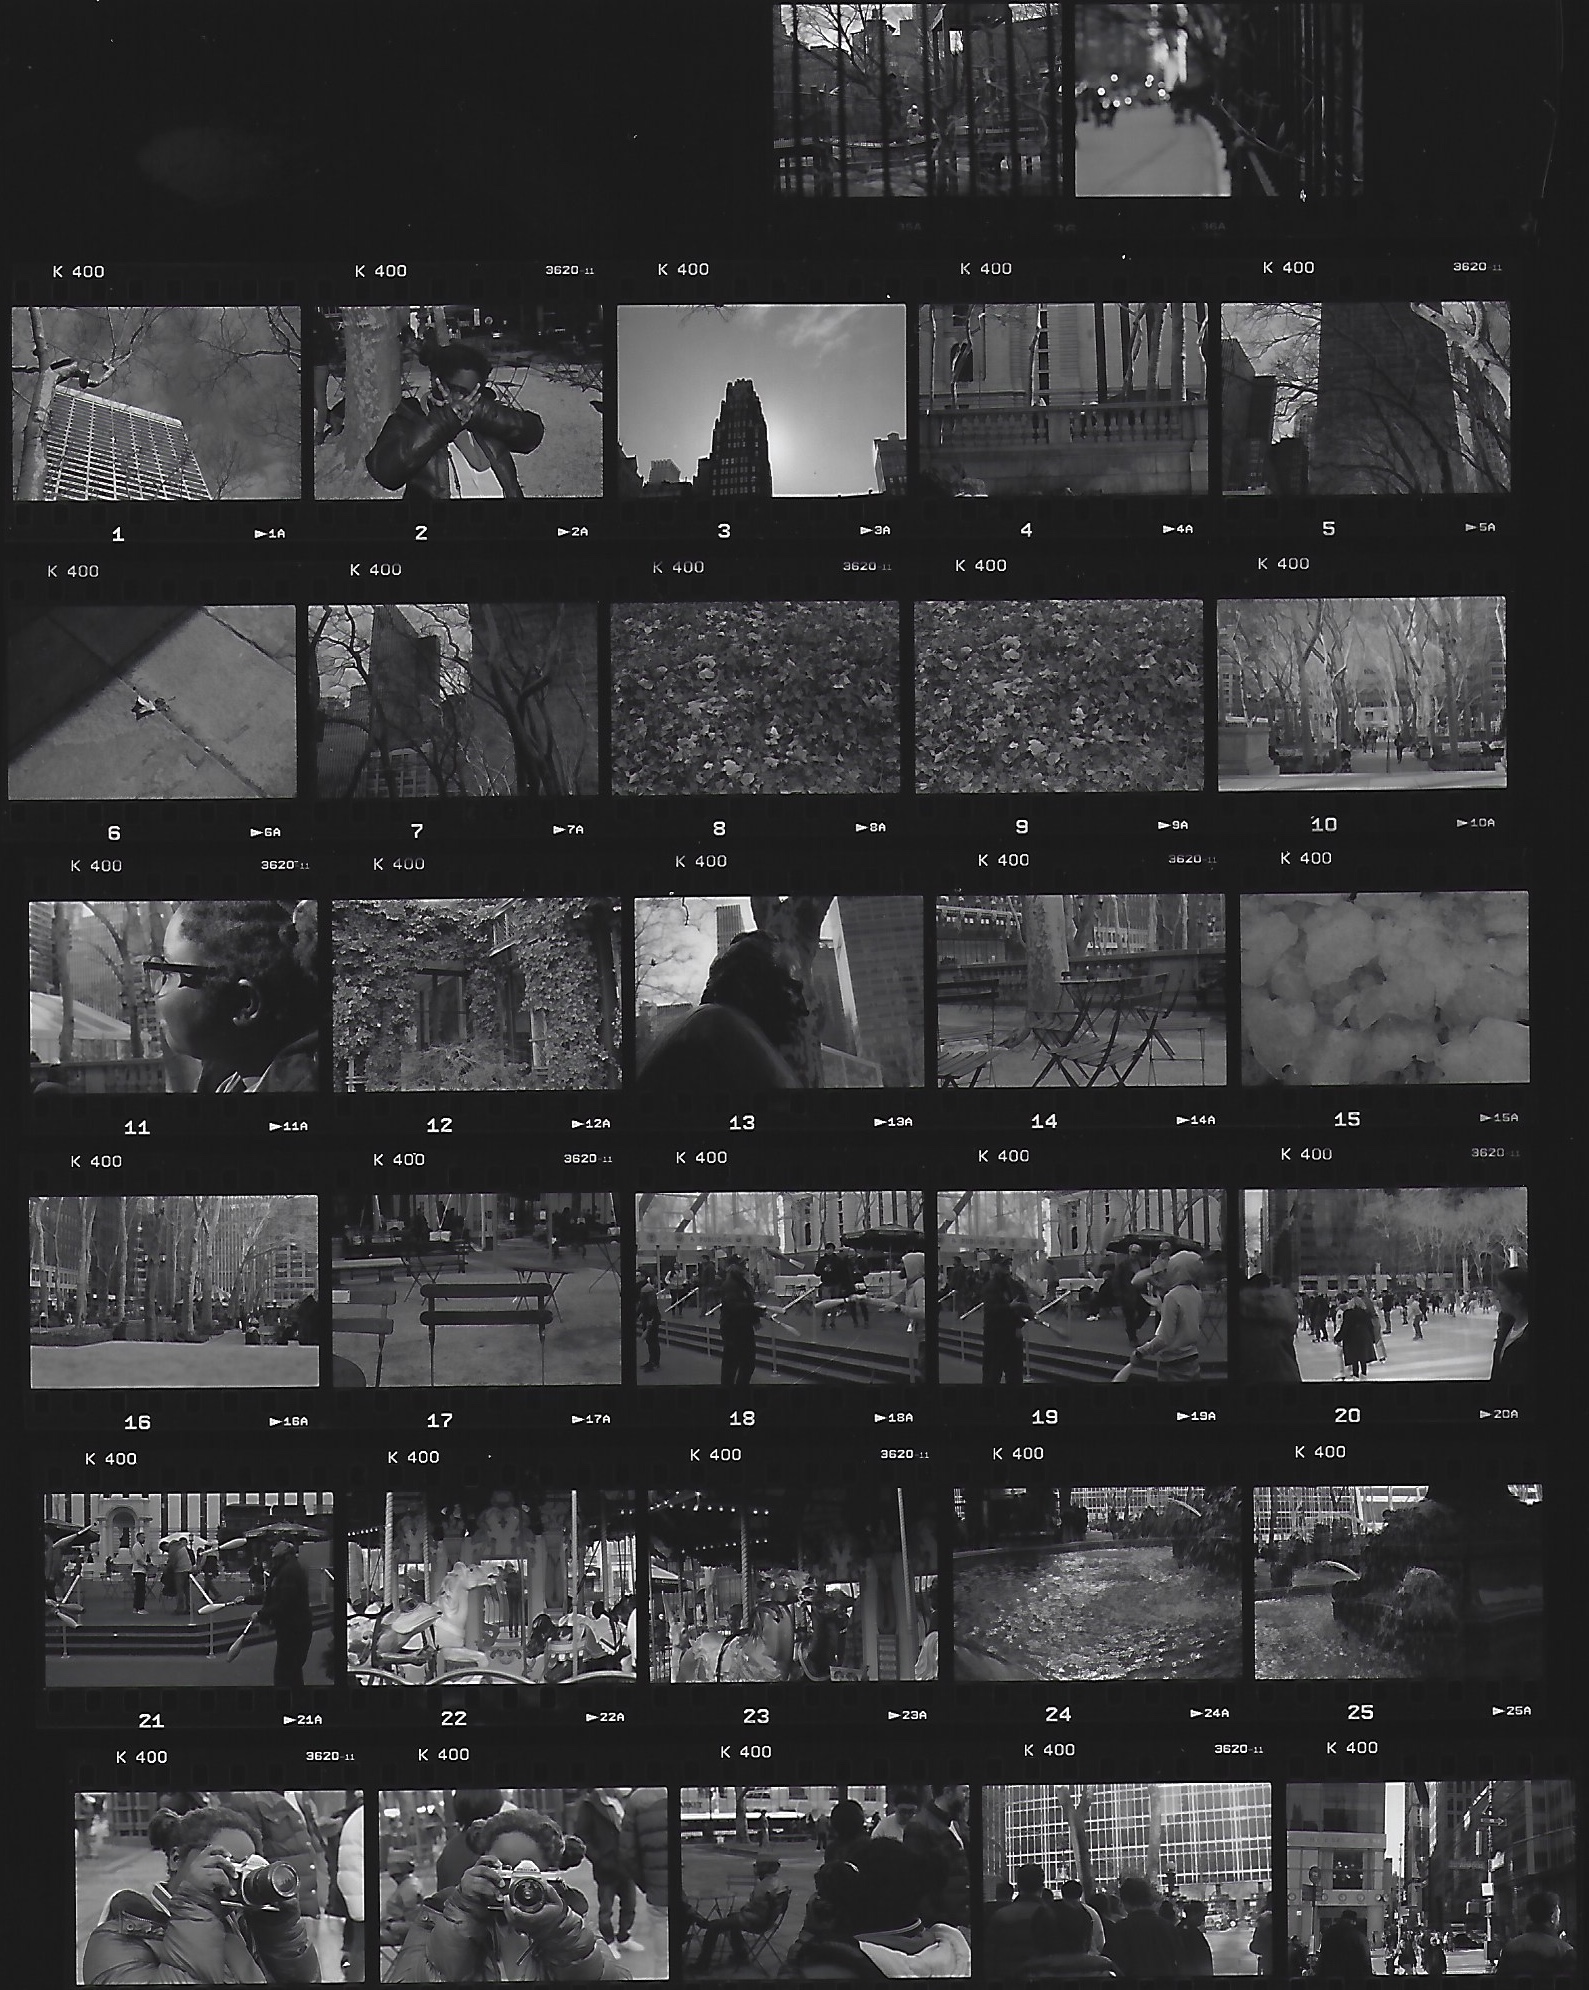 35A 36 36A
K 400 K 400 3620-11 K 400 K 400 K 400 3620-11
1 ▶1A 2 ▶2A 3 ▶3A 4 ▶4A 5 ▶5A
K 400 K 400 K 400 3620-11 K 400 K 400
6 ▶6A 7 ▶7A 8 ▶8A 9 ▶9A 10 ▶10A
K 400 3620-11 K 400 K 400 K 400 3620-11 K 400
11 ▶11A 12 ▶12A 13 ▶13A 14 ▶14A 15 ▶15A
K 400 K 400 3620-11 K 400 K 400 K 400 3620-11
16 ▶16A 17 ▶17A 18 ▶18A 19 ▶19A 20 ▶20A
K 400 K 400 K 400 3620-11 K 400 K 400
21 ▶21A 22 ▶22A 23 ▶23A 24 ▶24A 25 ▶25A
K 400 3620-11 K 400 K 400 K 400 3620-11 K 400